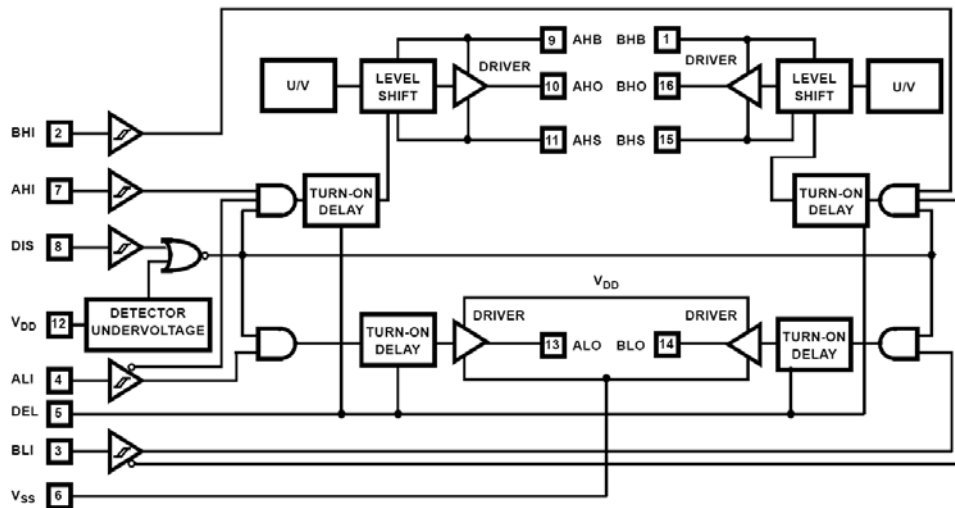 9 AHB BHB 1
DRIVER DRIVER
U/V LEVEL SHIFT 10 AHO BHO 16 LEVEL SHIFT U/V
BHI 2
11 AHS BHS 15
AHI 7
TURN-ON DELAY TURN-ON DELAY
DIS 8
VDD
VDD 12 DETECTOR UNDERVOLTAGE
DRIVER DRIVER
TURN-ON DELAY 13 ALO BLO 14 TURN-ON DELAY
ALI 4
DEL 5
BLI 3
VSS 6